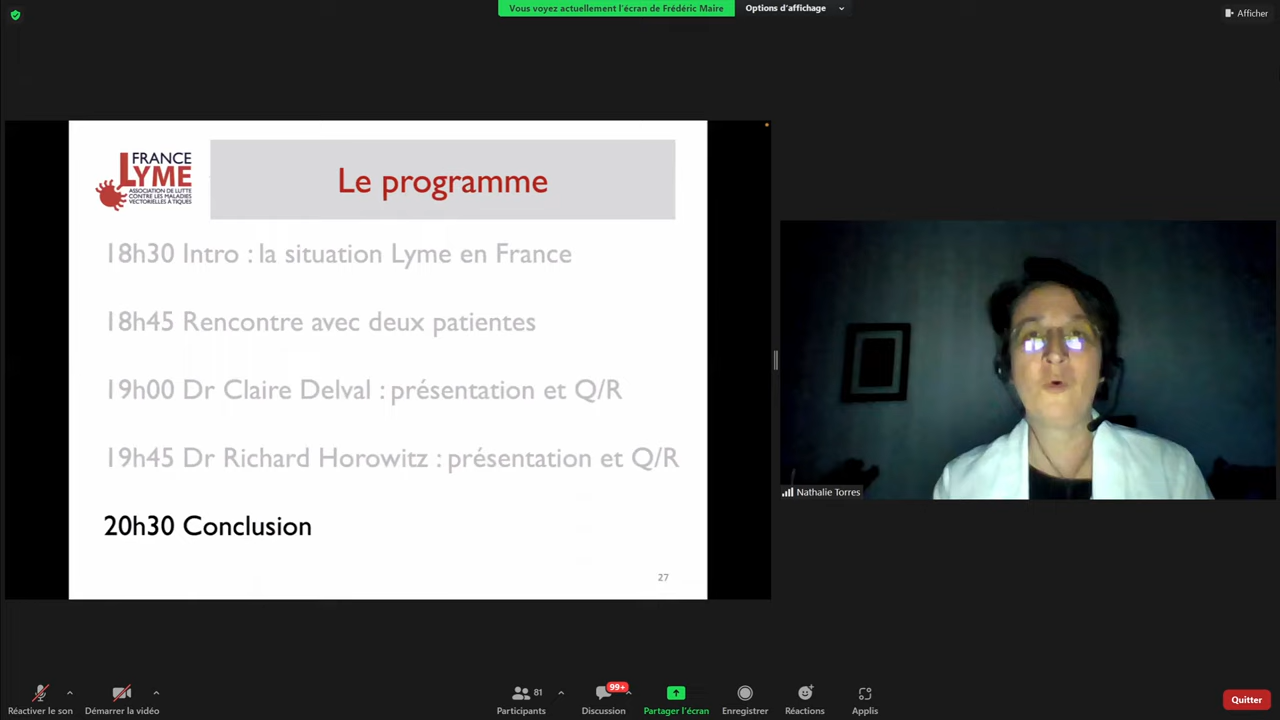 Vous voyez actuellement l'écran de Frédéric Maire
Options d'affichage
Afficher
FRANCE
LYME
ASSOCIATION DE LUTTE
CONTRE LES MALADIES
VECTORIELLES À TIQUES
Le programme
18h30 Intro : la situation Lyme en France
18h45 Rencontre avec deux patientes
19h00 Dr Claire Delval : présentation et Q/R
19h45 Dr Richard Horowitz : présentation et Q/R
20h30 Conclusion
27
Nathalie Torres
81
99+
Réactiver le son
Démarrer la vidéo
Participants
Discussion
Partager l'écran
Enregistrer
Réactions
Applis
Quitter